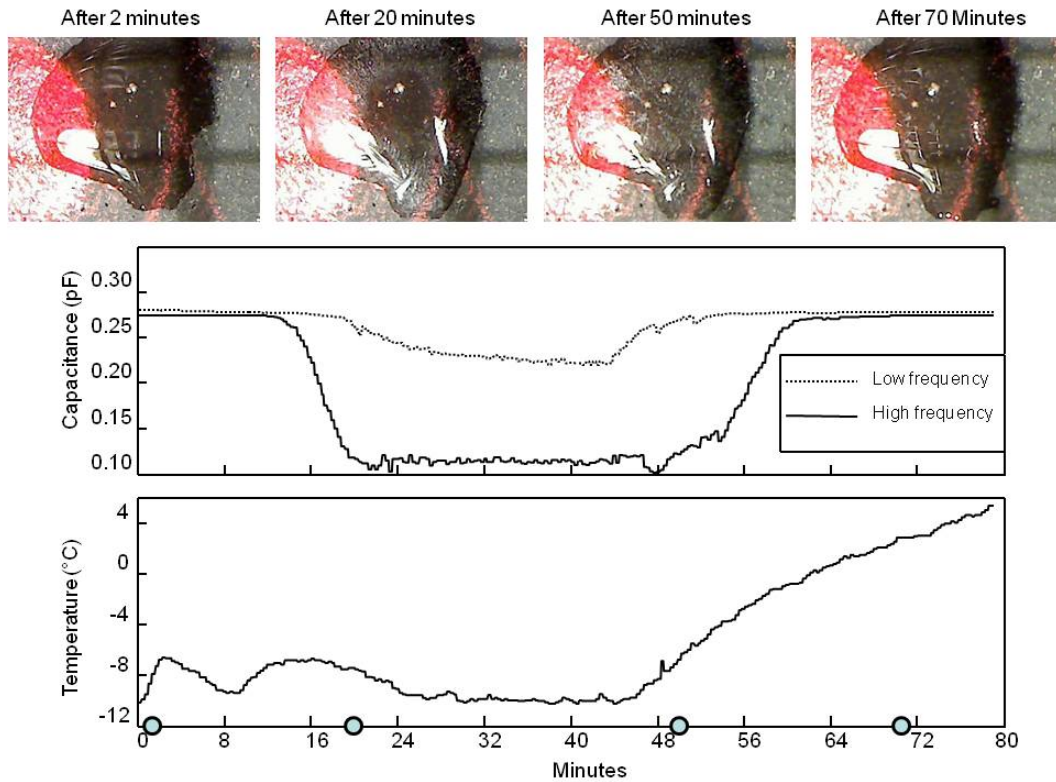 After 2 minutes
After 20 minutes
After 50 minutes
After 70 Minutes
Capacitance (pF)
0.30
0.25
0.20
0.15
0.10
Low frequency
High frequency
Temperature (°C)
4
0
-4
-8
-12
0 8 16 24 32 40 48 56 64 72 80
Minutes